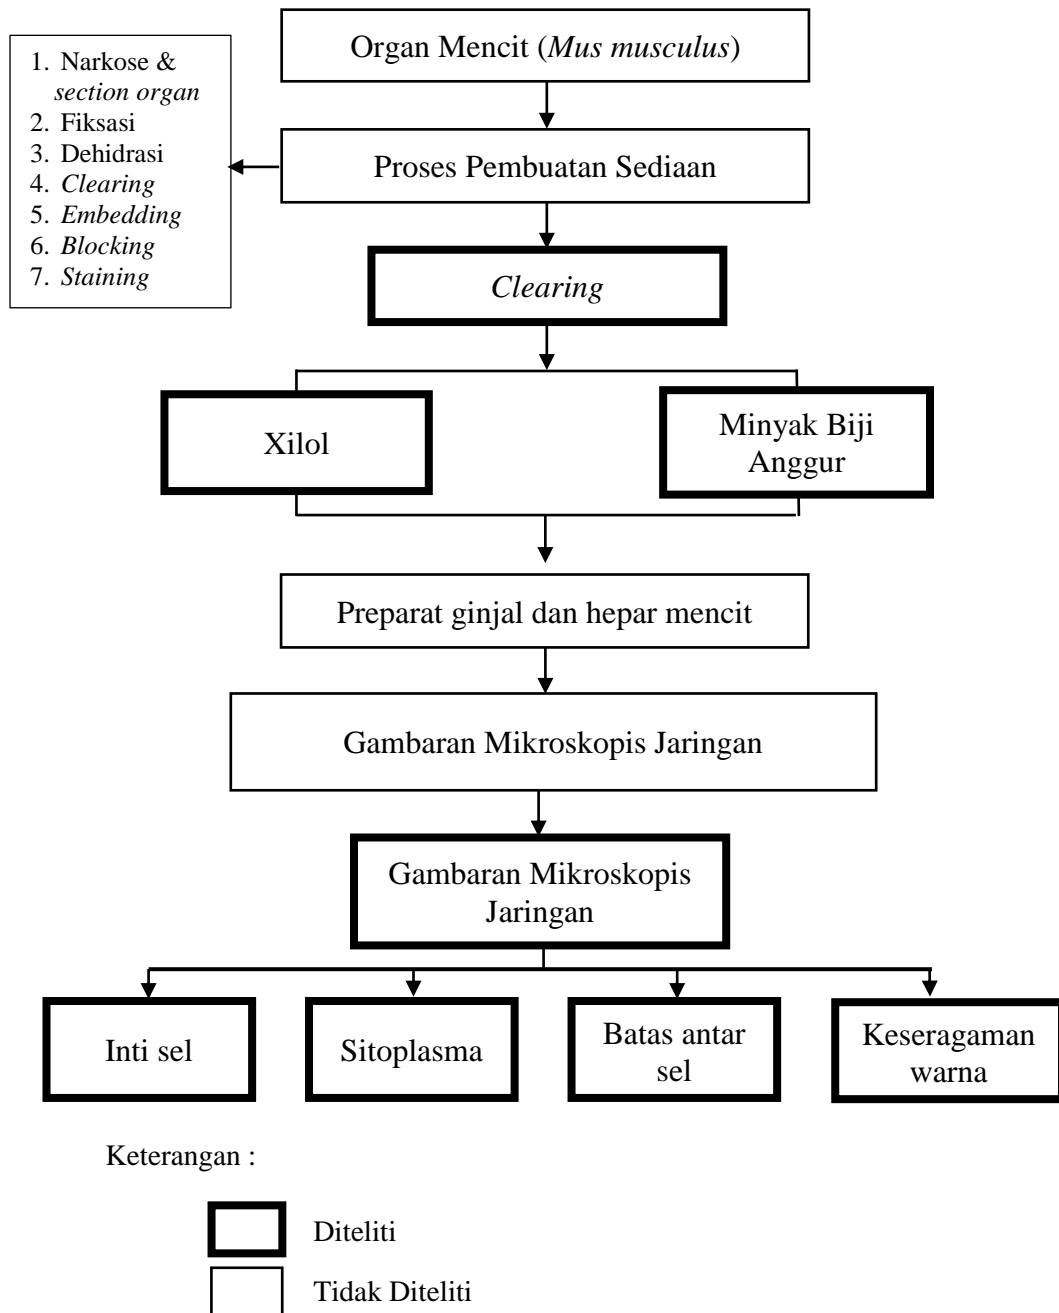 Organ Mencit (Mus musculus)
1. Narkose &
section organ
2. Fiksasi
3. Dehidrasi
4. Clearing
5. Embedding
6. Blocking
7. Staining
Proses Pembuatan Sediaan
Clearing
Xilol
Minyak Biji
Anggur
Preparat ginjal dan hepar mencit
Gambaran Mikroskopis Jaringan
Gambaran Mikroskopis
Jaringan
Inti sel
Sitoplasma
Batas antar
sel
Keseragaman
warna
Keterangan :
Diteliti
Tidak Diteliti